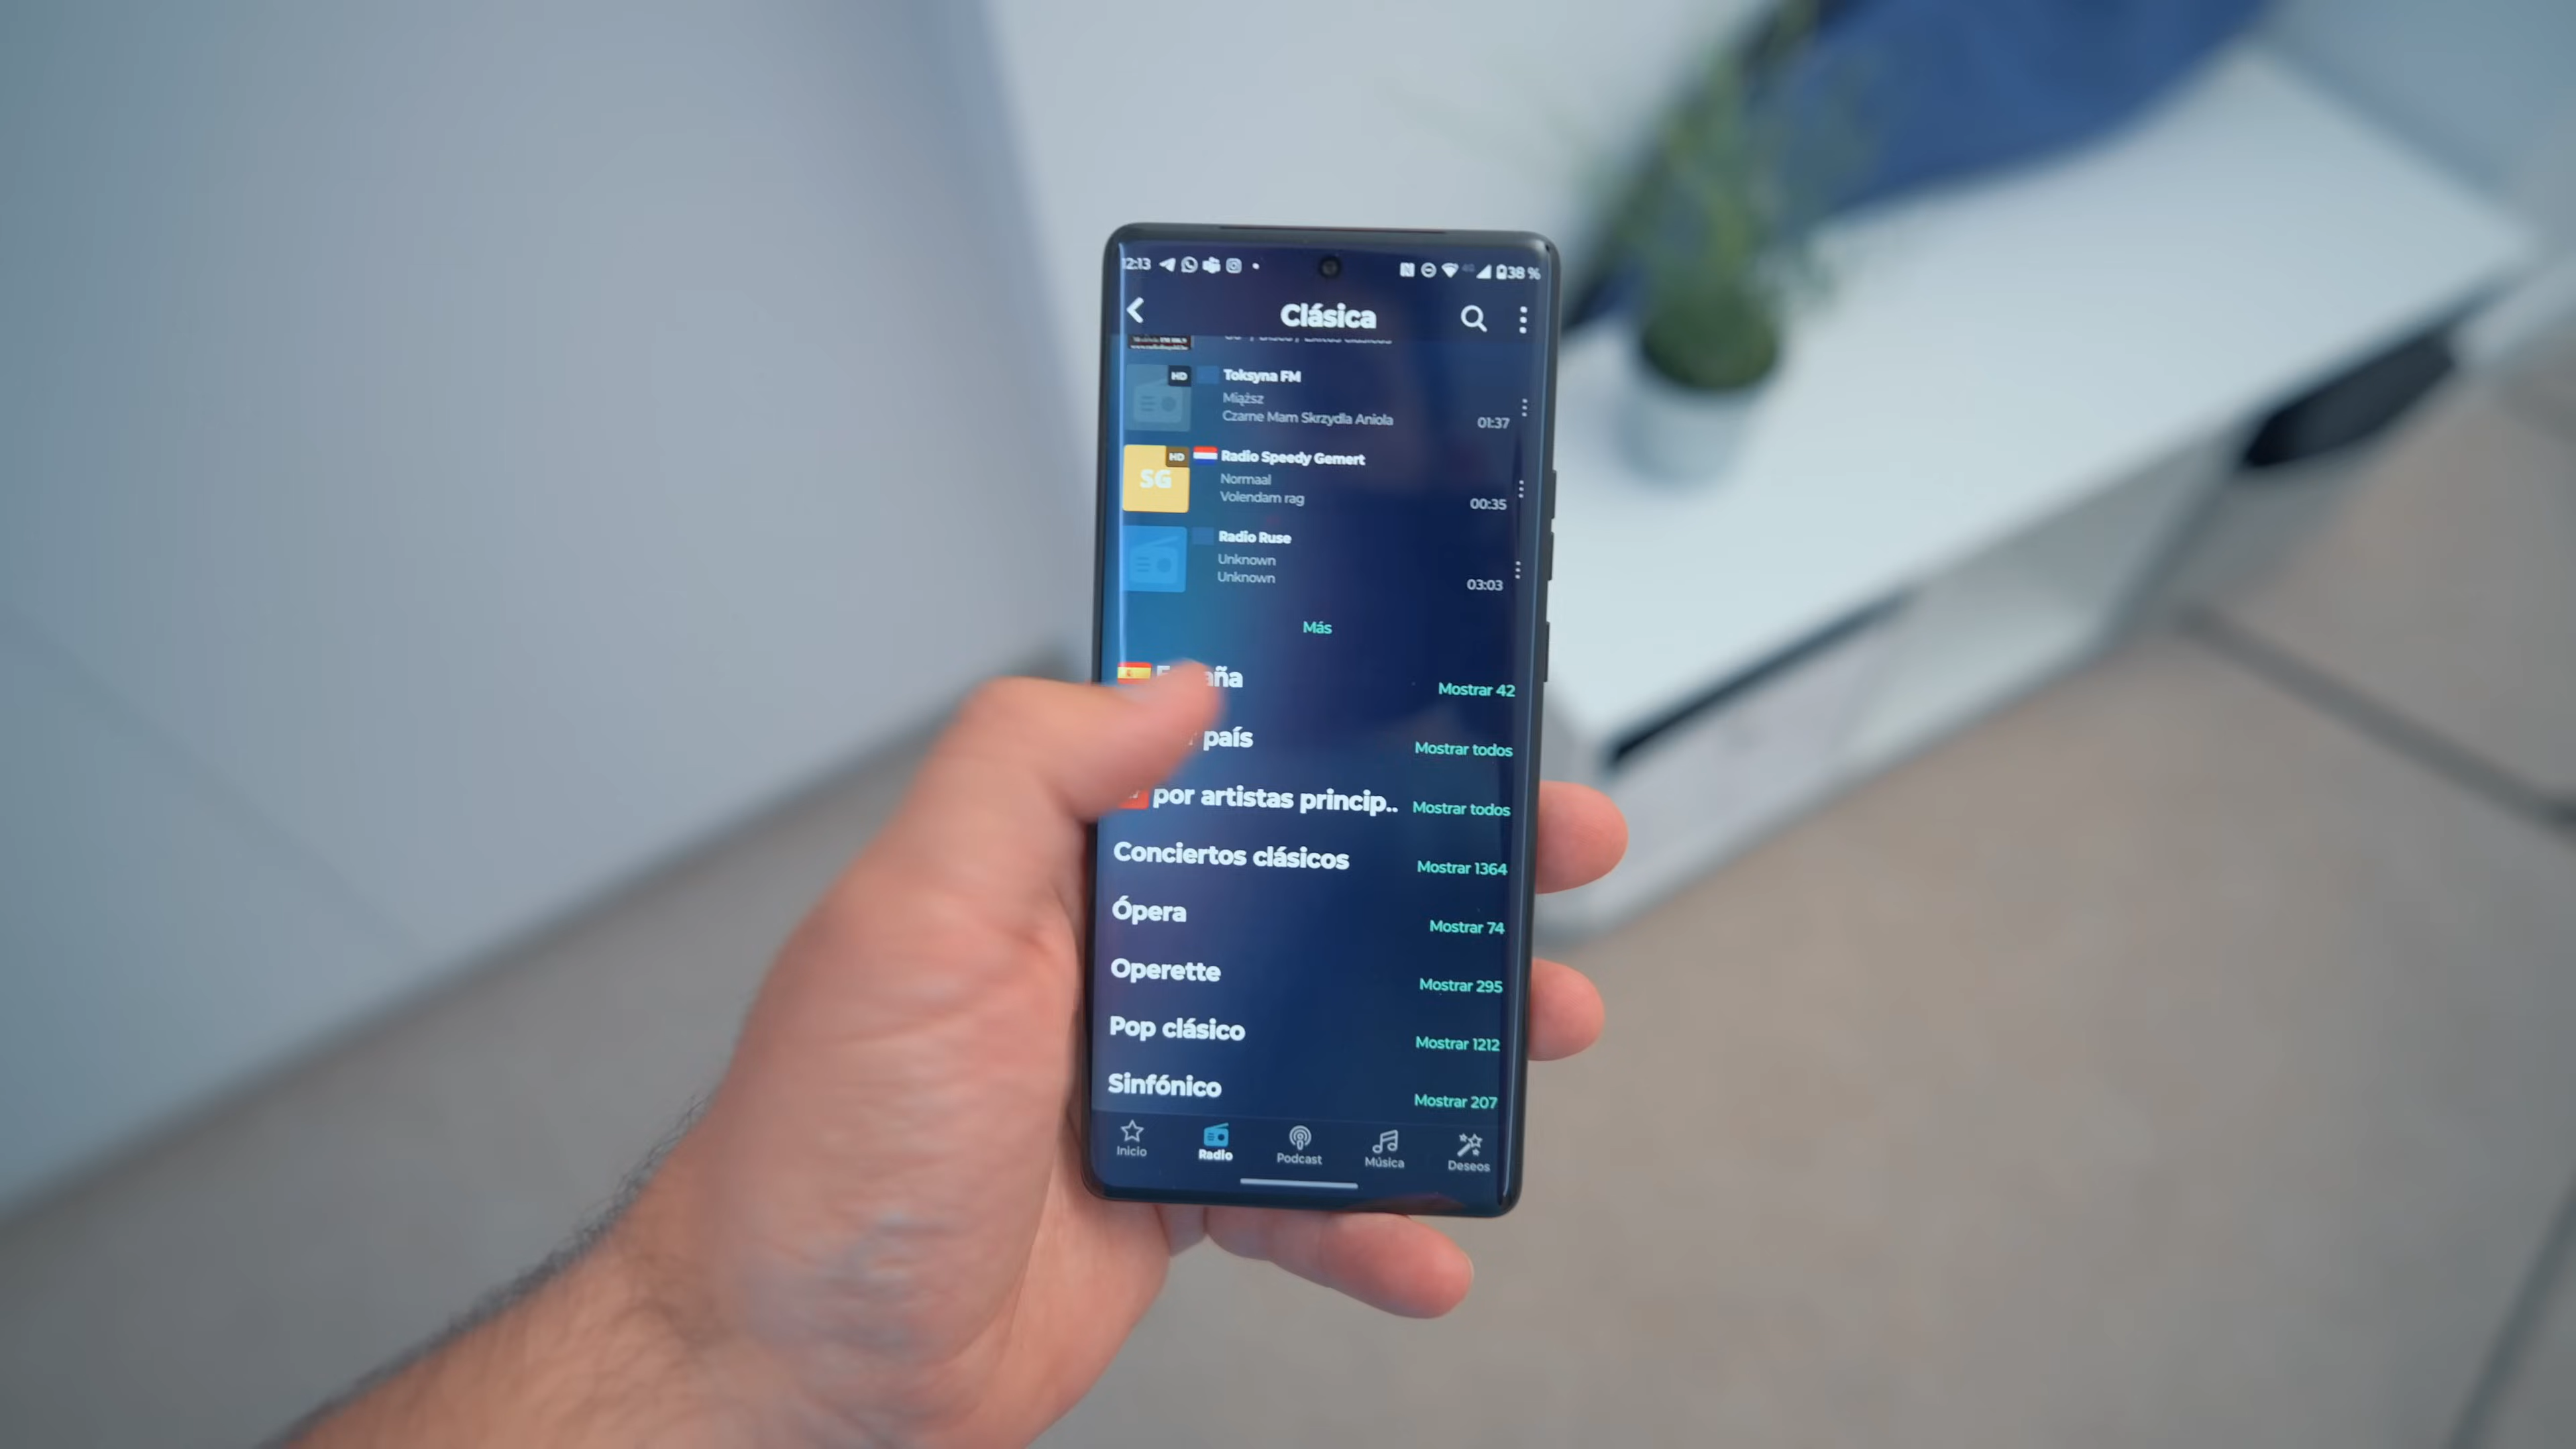 12:13
4G
38 %
Clásica
HD
Toksyna FM
Miąższ
Czarne Mam Skrzydla Aniola
01:37
HD
SG
Radio Speedy Gemert
Normaal
Volendam rag
00:35
Radio Ruse
Unknown
Unknown
03:03
Más
Mostrar 42
país
Mostrar todos
por artistas princip..
Mostrar todos
Conciertos clásicos
Mostrar 1364
Ópera
Mostrar 74
Operette
Mostrar 295
Pop clásico
Mostrar 1212
Sinfónico
Mostrar 207
Inicio
Radio
Podcast
Música
Deseos